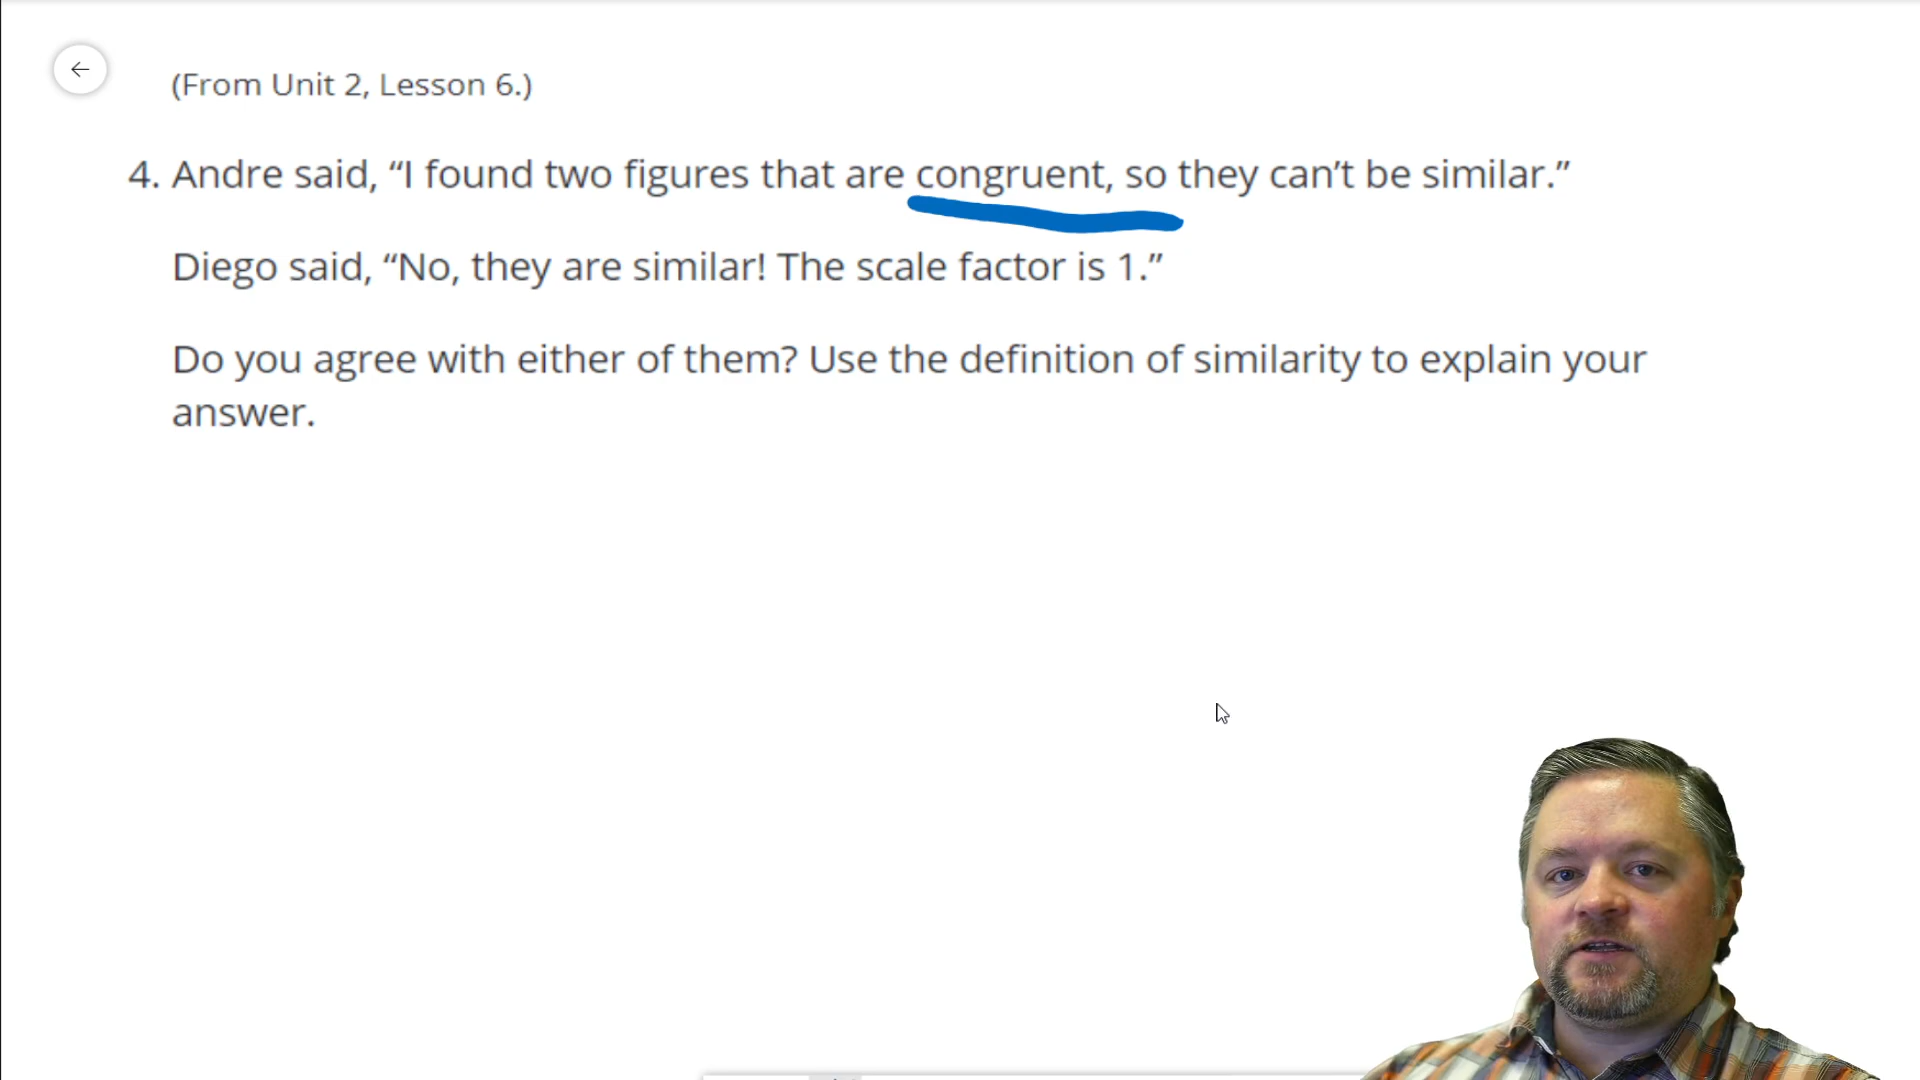 (From Unit 2, Lesson 6.)
4. Andre said, “I found two figures that are congruent, so they can’t be similar.”
Diego said, “No, they are similar! The scale factor is 1.”
Do you agree with either of them? Use the definition of similarity to explain your
answer.